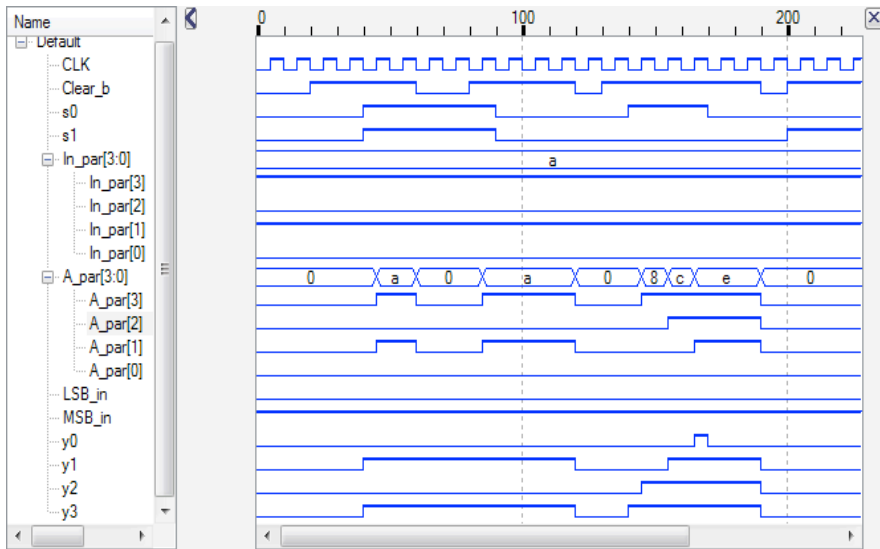 Name
0 100 200
Default
CLK
Clear_b
s0
s1
In_par[3:0] a
In_par[3]
In_par[2]
In_par[1]
In_par[0]
A_par[3:0] 0 a 0 a 0 8 c e 0
A_par[3]
A_par[2]
A_par[1]
A_par[0]
LSB_in
MSB_in
y0
y1
y2
y3